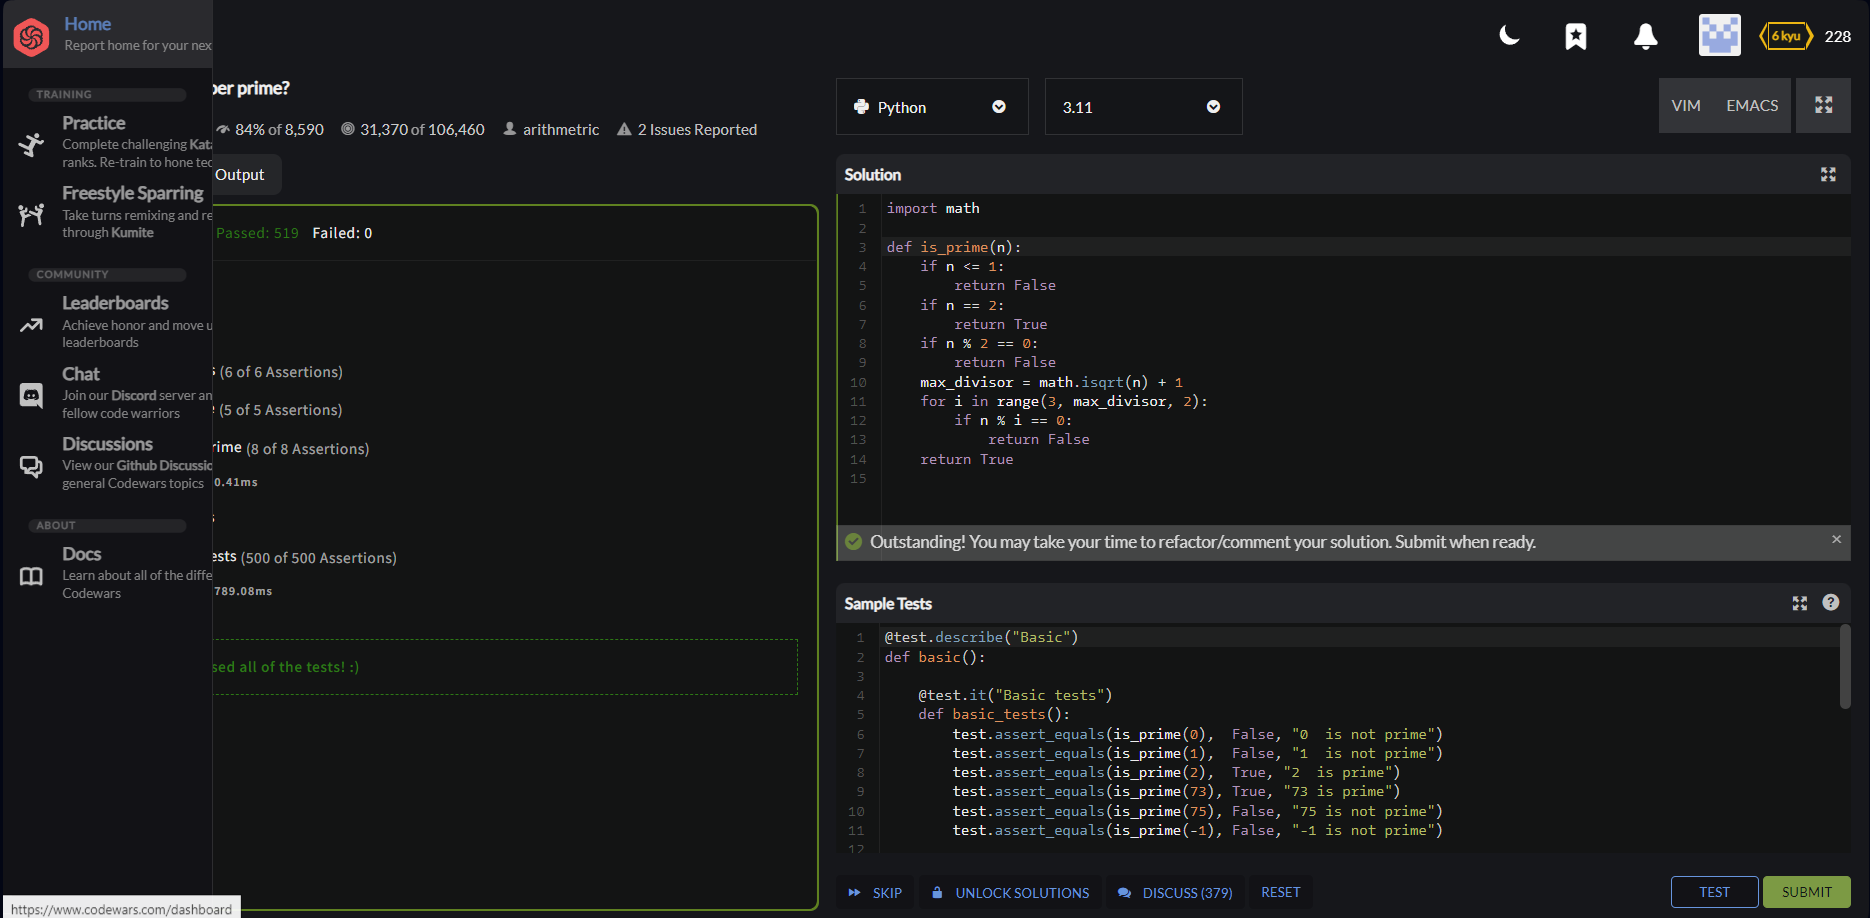 Home
Report home for your nex
TRAINING
Practice
Complete challenging Kata
ranks. Re-train to hone tec
Freestyle Sparring
Take turns remixing and re
through Kumite
COMMUNITY
Leaderboards
Achieve honor and move u
leaderboards
Chat
Join our Discord server an
fellow code warriors
Discussions
View our Github Discussic
general Codewars topics
ABOUT
Docs
Learn about all of the diffe
Codewars
https://www.codewars.com/dashboard
6 kyu 228
ber prime?
84% of 8,590 31,370 of 106,460 arithmetric 2 Issues Reported
Output
Passed: 519 Failed: 0
s (6 of 6 Assertions)
e (5 of 5 Assertions)
rime (8 of 8 Assertions)
0.41ms
s
ests (500 of 500 Assertions)
789.08ms
sed all of the tests! :)
Python 3.11 VIM EMACS
Solution
1 import math
2
3 def is_prime(n):
4 if n <= 1:
5 return False
6 if n == 2:
7 return True
8 if n % 2 == 0:
9 return False
10 max_divisor = math.isqrt(n) + 1
11 for i in range(3, max_divisor, 2):
12 if n % i == 0:
13 return False
14 return True
15
Outstanding! You may take your time to refactor/comment your solution. Submit when ready. ×
Sample Tests ?
1 @test.describe("Basic")
2 def basic():
3
4 @test.it("Basic tests")
5 def basic_tests():
6 test.assert_equals(is_prime(0),  False, "0  is not prime")
7 test.assert_equals(is_prime(1),  False, "1  is not prime")
8 test.assert_equals(is_prime(2),  True, "2  is prime")
9 test.assert_equals(is_prime(73), True, "73 is prime")
10 test.assert_equals(is_prime(75), False, "75 is not prime")
11 test.assert_equals(is_prime(-1), False, "-1 is not prime")
12
SKIP UNLOCK SOLUTIONS DISCUSS (379) RESET TEST SUBMIT